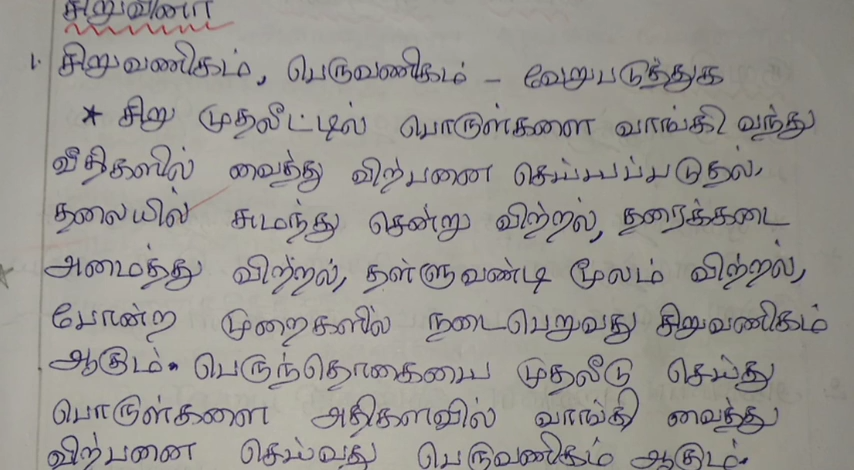 சிறுவினா
1. சிறுவணிகம், பெருவணிகம் - வேறுபடுத்துக
* சிறு முதலீட்டில் பொருள்களை வாங்கி வந்து
வீதிகளில் வைத்து விற்பனை செய்யப்படுதல்.
தலையில் சுமந்து சென்று விற்றல், தரைக்கடை
அமைத்து விற்றல், தள்ளுவண்டி மூலம் விற்றல்,
போன்ற முறைகளில் நடைபெறுவது சிறுவணிகம்
ஆகும். பெருந்தொகையை முதலீடு செய்து
பொருள்களை அதிகளவில் வாங்கி வைத்து
விற்பனை செய்வது பெருவணிகம் ஆகும்.